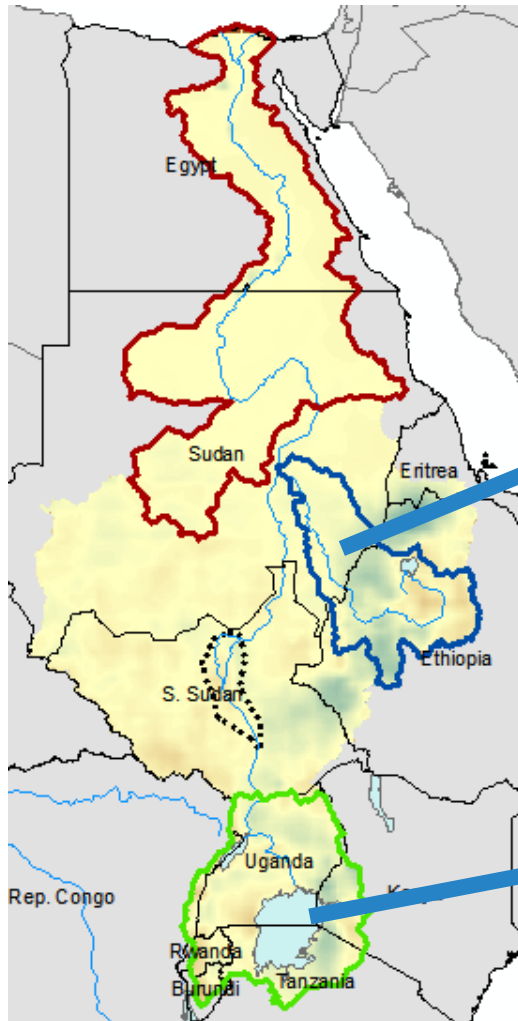 Egypt
Sudan
Eritrea
Ethiopia
S. Sudan
Uganda
Rep. Congo
Rwanda
Burundi
Tanzania